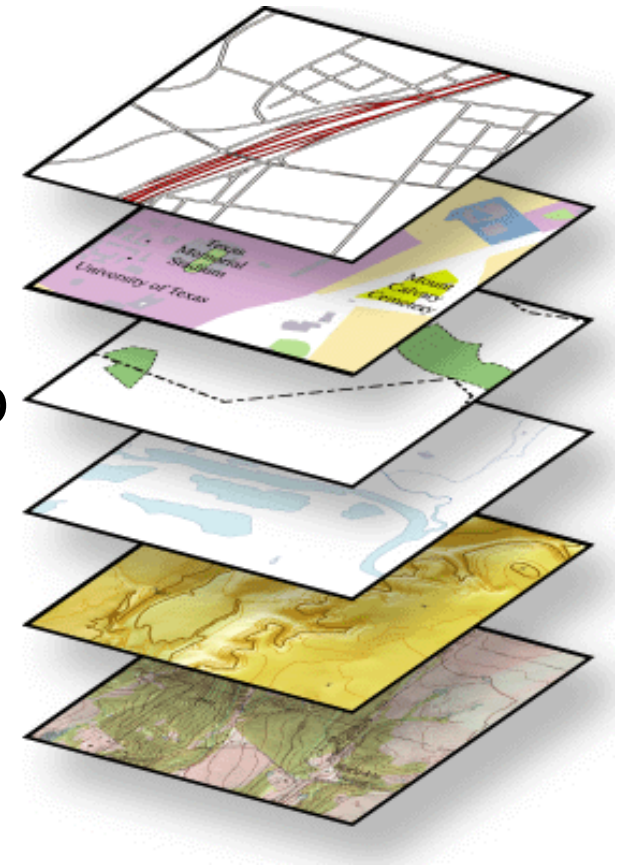 Texas
Memorial
Stadium
University of Texas
Mount
Calvary
Cemetery